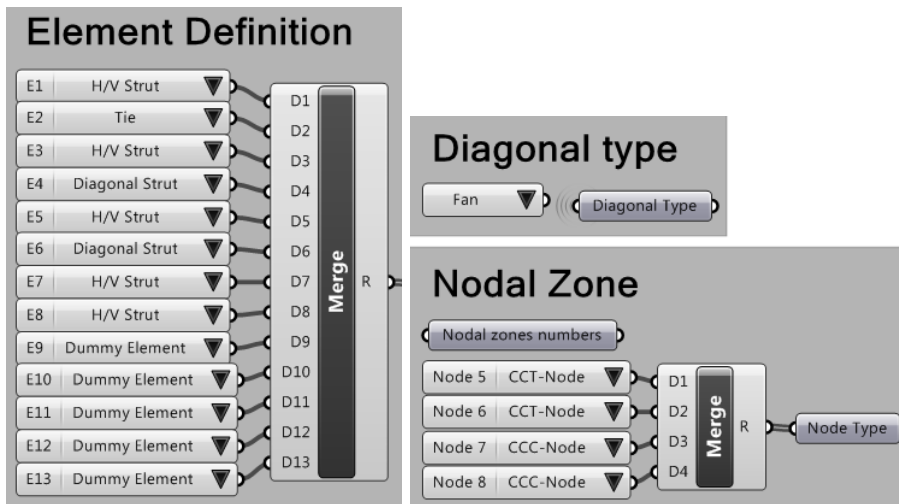 Element Definition
E1 H/V Strut
E2 Tie
E3 H/V Strut
E4 Diagonal Strut
E5 H/V Strut
E6 Diagonal Strut
E7 H/V Strut
E8 H/V Strut
E9 Dummy Element
E10 Dummy Element
E11 Dummy Element
E12 Dummy Element
E13 Dummy Element
D1
D2
D3
D4
D5
D6
D7
D8
D9
D10
D11
D12
D13
Merge
R
Diagonal type
Fan
Diagonal Type
Nodal Zone
Nodal zones numbers
Node 5 CCT-Node
Node 6 CCT-Node
Node 7 CCC-Node
Node 8 CCC-Node
D1
D2
D3
D4
Merge
R
Node Type